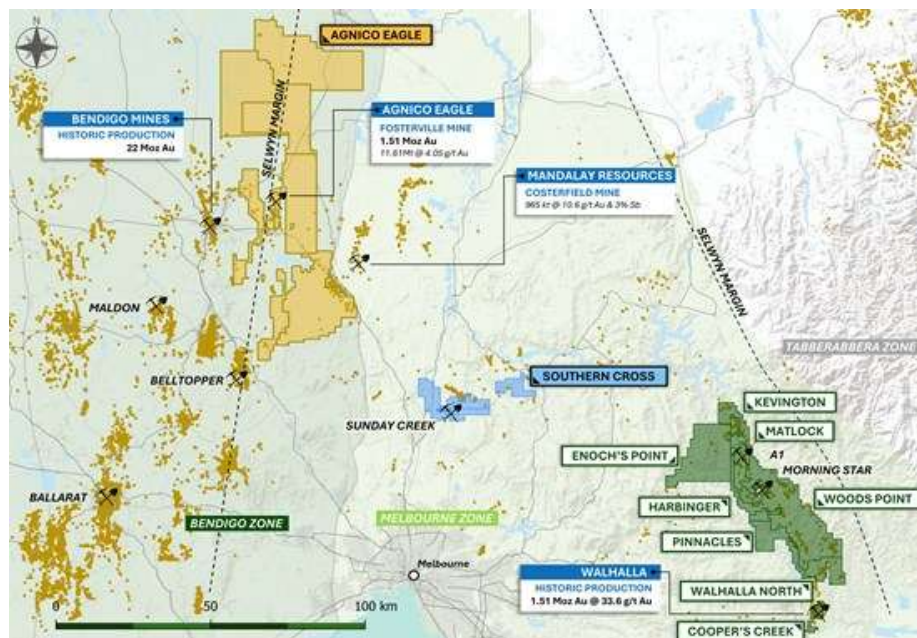 N
AGNICO EAGLE
BENDIGO MINES
HISTORIC PRODUCTION
22 Moz Au
SELWYN MARGIN
AGNICO EAGLE
FOSTERVILLE MINE
1.51 Moz Au
11.61Mt @ 4.05 g/t Au
MANDALAY RESOURCES
COSTERFIELD MINE
965 kt @ 10.6 g/t Au & 3% Sb
SELWYN MARGIN
MALDON
TABBERABBERA ZONE
BELLTOPPER
SOUTHERN CROSS
SUNDAY CREEK
KEVINGTON
MATLOCK
ENOCH'S POINT
A1
MORNING STAR
BALLARAT
HARBINGER
WOODS POINT
BENDIGO ZONE
MELBOURNE ZONE
PINNACLES
Melbourne
WALHALLA
HISTORIC PRODUCTION
1.51 Moz Au @ 33.6 g/t Au
WALHALLA NORTH
COOPER'S CREEK
0 50 100 km